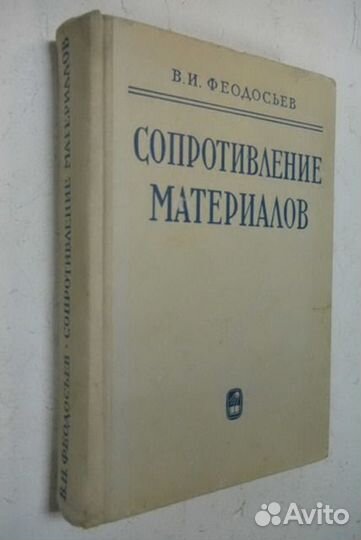 В.И. ФЕОДОСЬЕВ
СОПРОТИВЛЕНИЕ
МАТЕРИАЛОВ
В.И. ФЕОДОСЬЕВ · СОПРОТИВЛЕНИЕ МАТЕРИАЛОВ
Avito